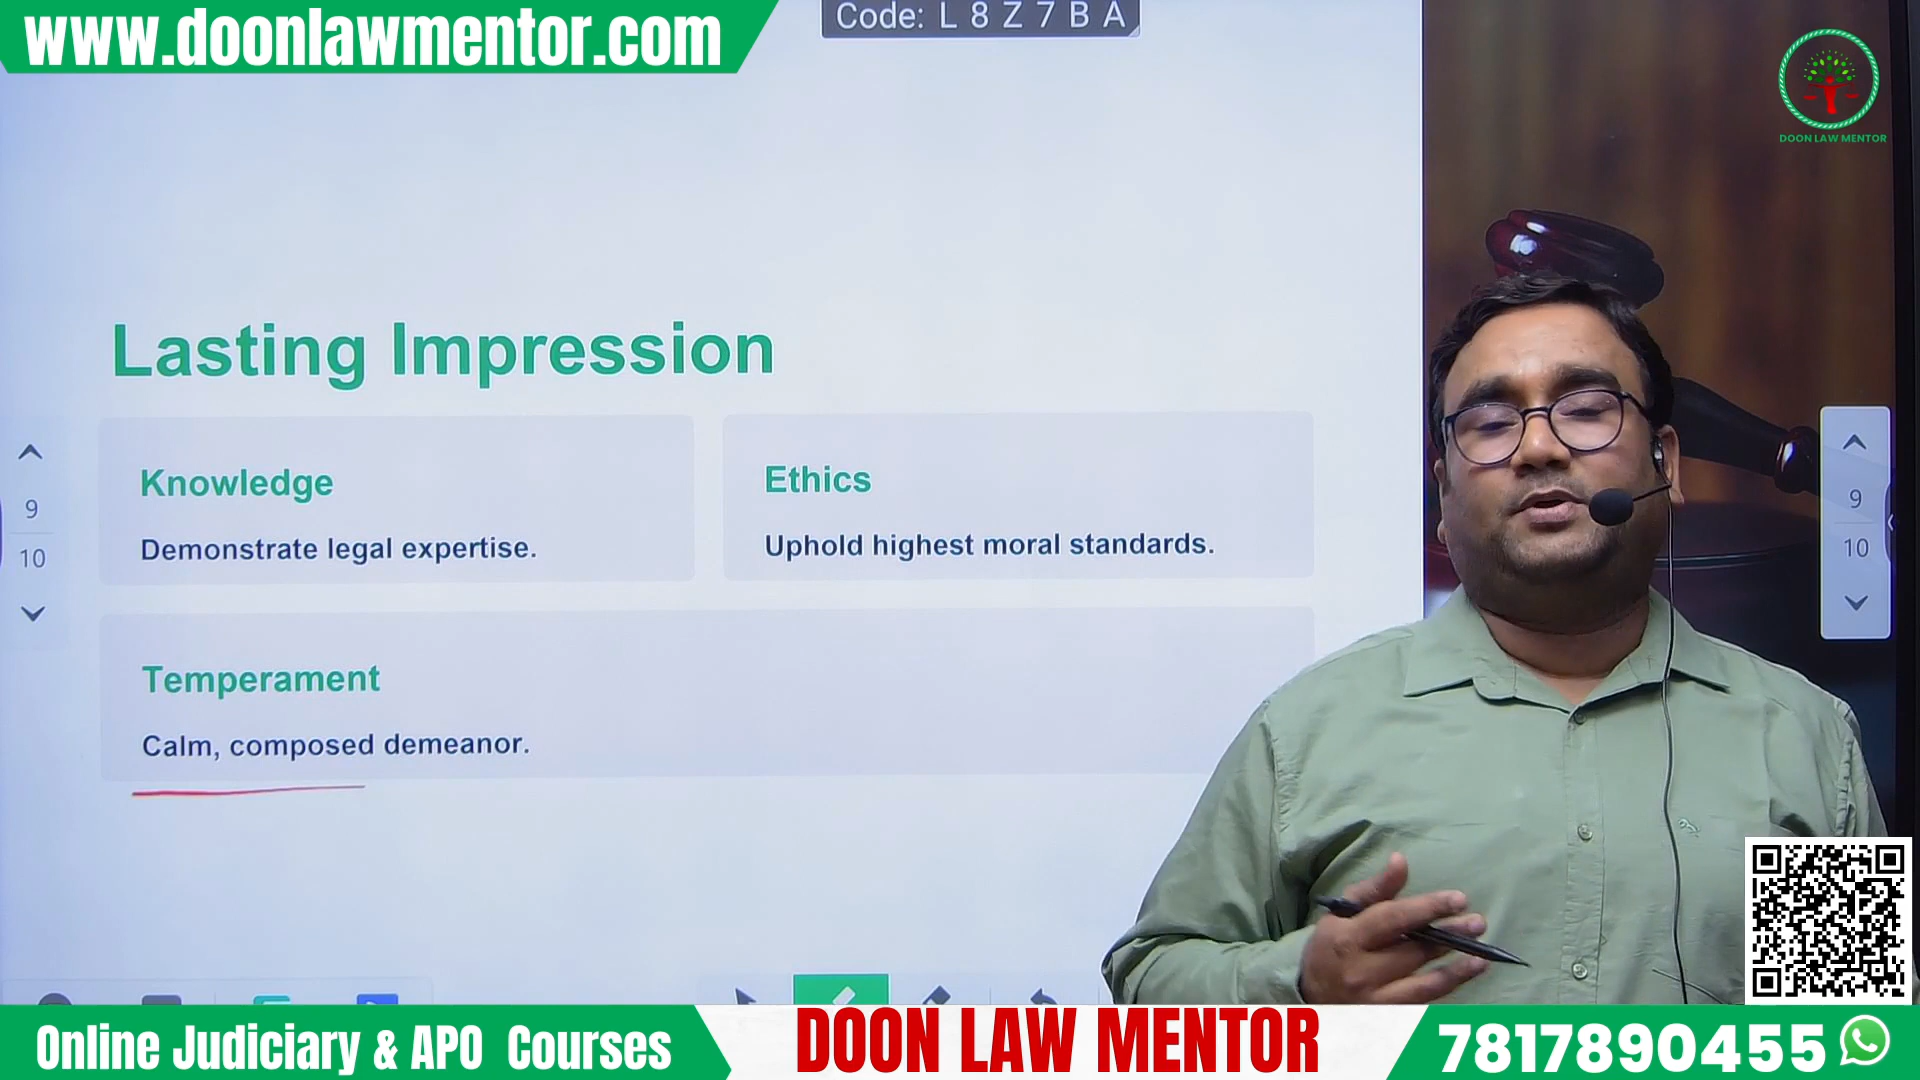 www.doonlawmentor.com
Code: L 8 Z 7 B A
DOON LAW MENTOR
Lasting Impression
Knowledge
Demonstrate legal expertise.
Ethics
Uphold highest moral standards.
Temperament
Calm, composed demeanor.
9
10
9
10
Online Judiciary & APO Courses
DOON LAW MENTOR
7817890455